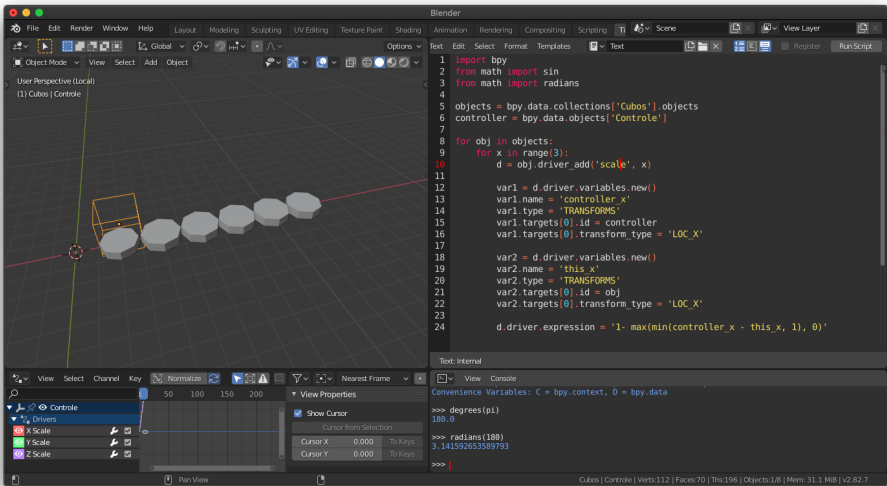 Blender
File Edit Render Window Help Layout Modeling Sculpting UV Editing Texture Paint Shading Animation Rendering Compositing Scripting Scene View Layer
Global Options
Object Mode View Select Add Object
User Perspective (Local)
(1) Cubos | Controle
Text Edit Select Format Templates Text Register Run Script
1 import bpy
2 from math import sin
3 from math import radians
4
5 objects = bpy.data.collections['Cubos'].objects
6 controller = bpy.data.objects['Controle']
7
8 for obj in objects:
9 for x in range(3):
10 d = obj.driver_add('scale', x)
11
12 var1 = d.driver.variables.new()
13 var1.name = 'controller_x'
14 var1.type = 'TRANSFORMS'
15 var1.targets[0].id = controller
16 var1.targets[0].transform_type = 'LOC_X'
17
18 var2 = d.driver.variables.new()
19 var2.name = 'this_x'
20 var2.type = 'TRANSFORMS'
21 var2.targets[0].id = obj
22 var2.targets[0].transform_type = 'LOC_X'
23
24 d.driver.expression = '1- max(min(controller_x - this_x, 1), 0)'
Text: Internal
View Select Channel Key Normalize Nearest Frame
50 100 150 200
Controle
Drivers
X Scale
Y Scale
Z Scale
View Properties
Show Cursor
Cursor from Selection
Cursor X 0.000 To Keys
Cursor Y 0.000 To Keys
View Console
Convenience Variables: C = bpy.context, D = bpy.data
>>> degrees(pi)
180.0
>>> radians(180)
3.141592653589793
>>>
Pan View
Cubos | Controle | Verts:112 | Faces:70 | Tris:196 | Objects:1/8 | Mem: 31.1 MiB | v2.82.7